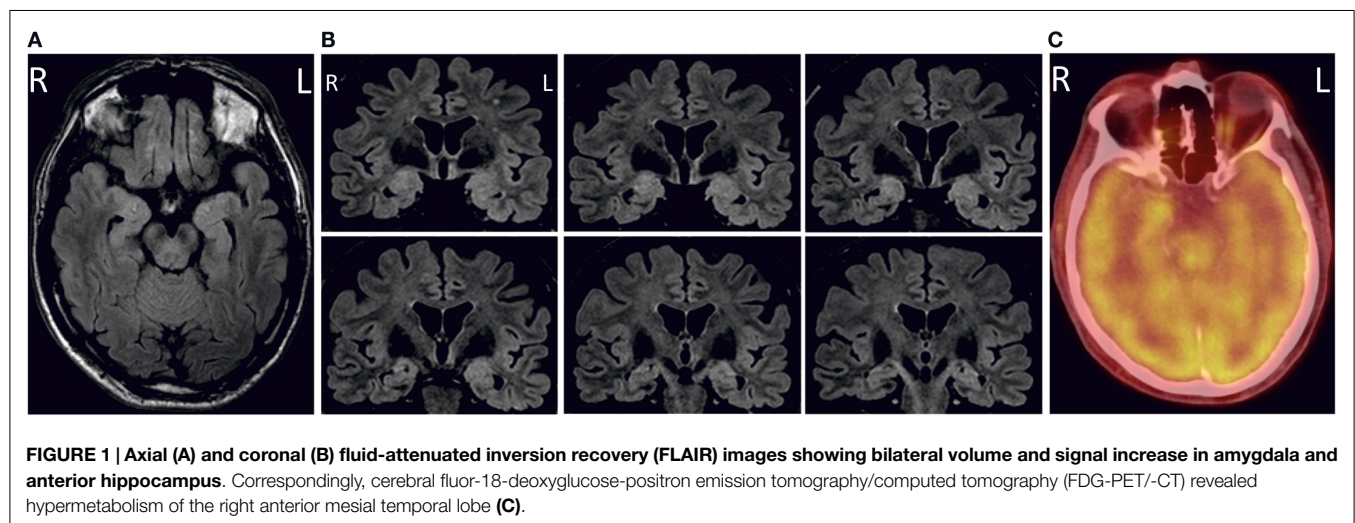 A
B
C
R
L
R
L
R
L
FIGURE 1 | Axial (A) and coronal (B) fluid-attenuated inversion recovery (FLAIR) images showing bilateral volume and signal increase in amygdala and
anterior hippocampus. Correspondingly, cerebral fluor-18-deoxyglucose-positron emission tomography/computed tomography (FDG-PET/-CT) revealed
hypermetabolism of the right anterior mesial temporal lobe (C).